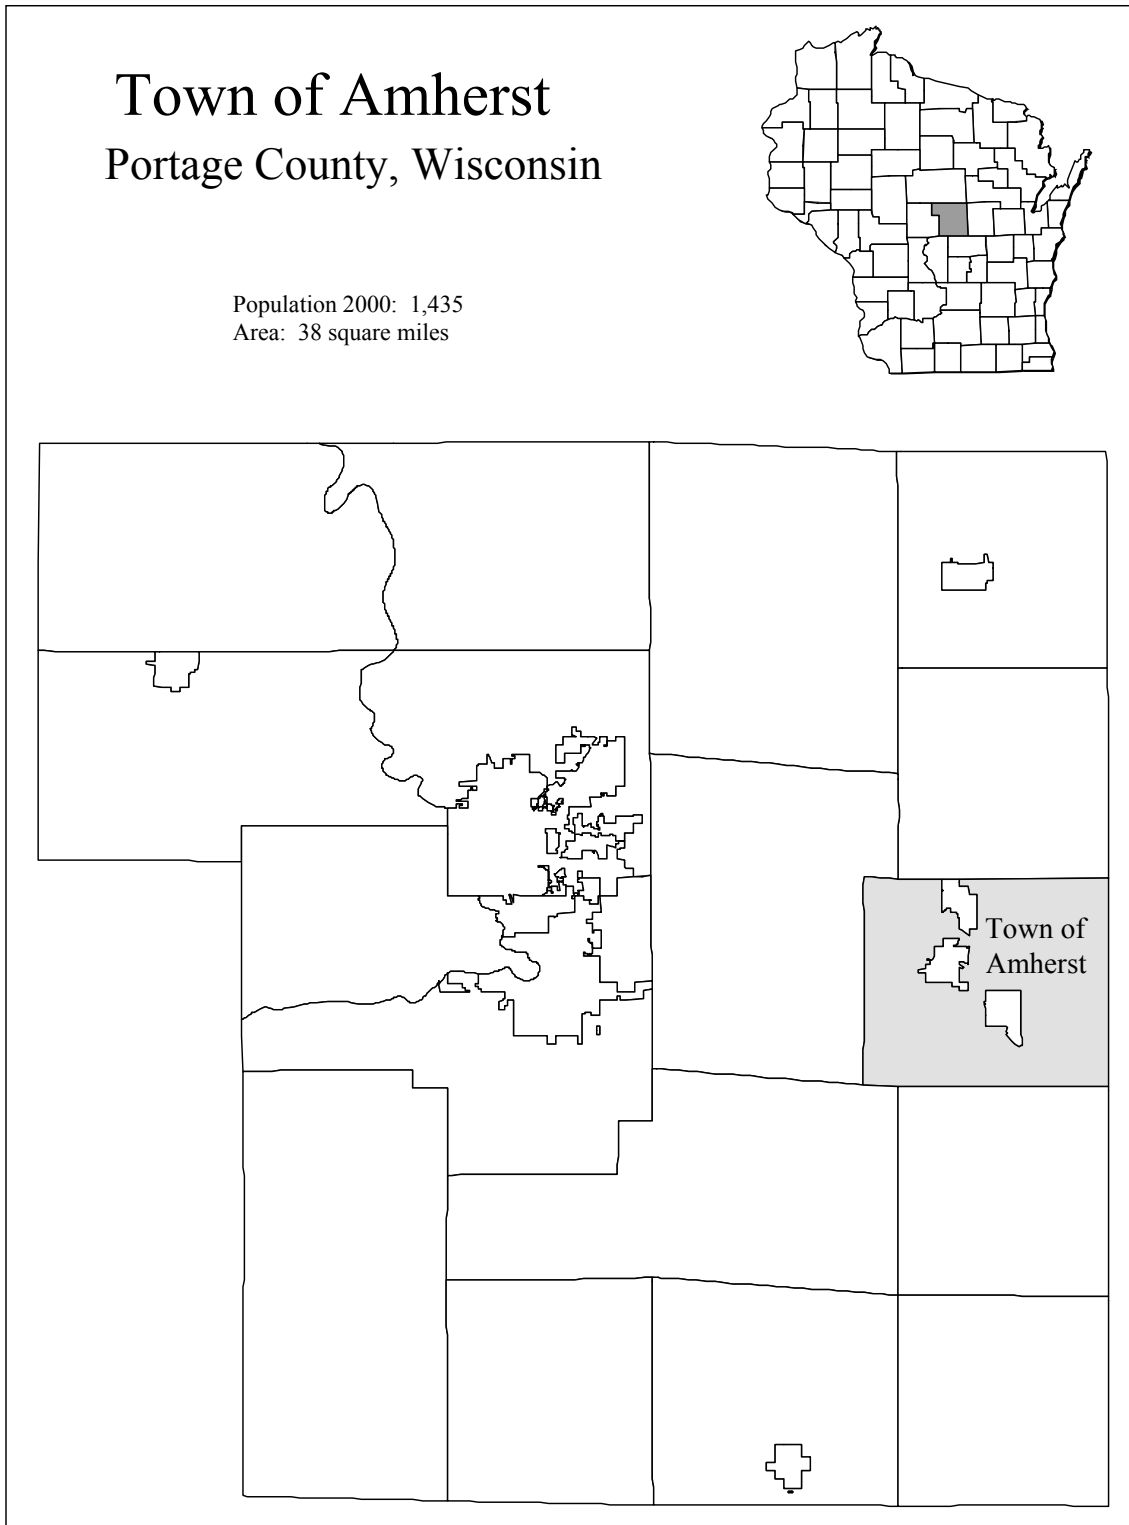 Town of Amherst
Portage County, Wisconsin
Population 2000:  1,435
Area:  38 square miles
Town of
Amherst